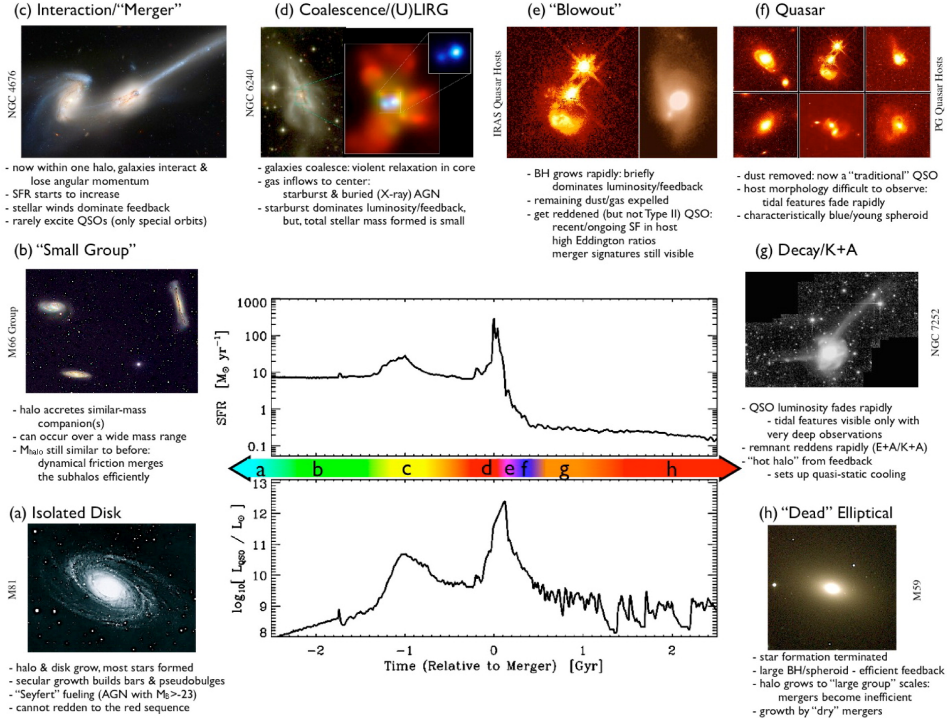 (c) Interaction/“Merger”
NGC 4676
- now within one halo, galaxies interact &
lose angular momentum
- SFR starts to increase
- stellar winds dominate feedback
- rarely excite QSOs (only special orbits)
(d) Coalescence/(U)LIRG
NGC 6240
- galaxies coalesce: violent relaxation in core
- gas inflows to center:
starburst & buried (X-ray) AGN
- starburst dominates luminosity/feedback,
but, total stellar mass formed is small
(e) “Blowout”
IRAS Quasar Hosts
- BH grows rapidly: briefly
dominates luminosity/feedback
- remaining dust/gas expelled
- get reddened (but not Type II) QSO:
recent/ongoing SF in host
high Eddington ratios
merger signatures still visible
(f) Quasar
PG Quasar Hosts
- dust removed: now a “traditional” QSO
- host morphology difficult to observe:
tidal features fade rapidly
- characteristically blue/young spheroid
(b) “Small Group”
M66 Group
- halo accretes similar-mass
companion(s)
- can occur over a wide mass range
- Mhalo still similar to before:
dynamical friction merges
the subhalos efficiently
(a) Isolated Disk
M81
- halo & disk grow, most stars formed
- secular growth builds bars & pseudobulges
- “Seyfert” fueling (AGN with MB>-23)
- cannot redden to the red sequence
1000
100
10
1
0.1
SFR [M⊙ yr⁻¹]
a b c d e f g h
13
12
11
10
9
8
log10[ LQSO / L⊙ ]
-2 -1 0 1 2
Time (Relative to Merger) [Gyr]
(g) Decay/K+A
NGC 7252
- QSO luminosity fades rapidly
- tidal features visible only with
very deep observations
- remnant reddens rapidly (E+A/K+A)
- “hot halo” from feedback
- sets up quasi-static cooling
(h) “Dead” Elliptical
M59
- star formation terminated
- large BH/spheroid - efficient feedback
- halo grows to “large group” scales:
mergers become inefficient
- growth by “dry” mergers